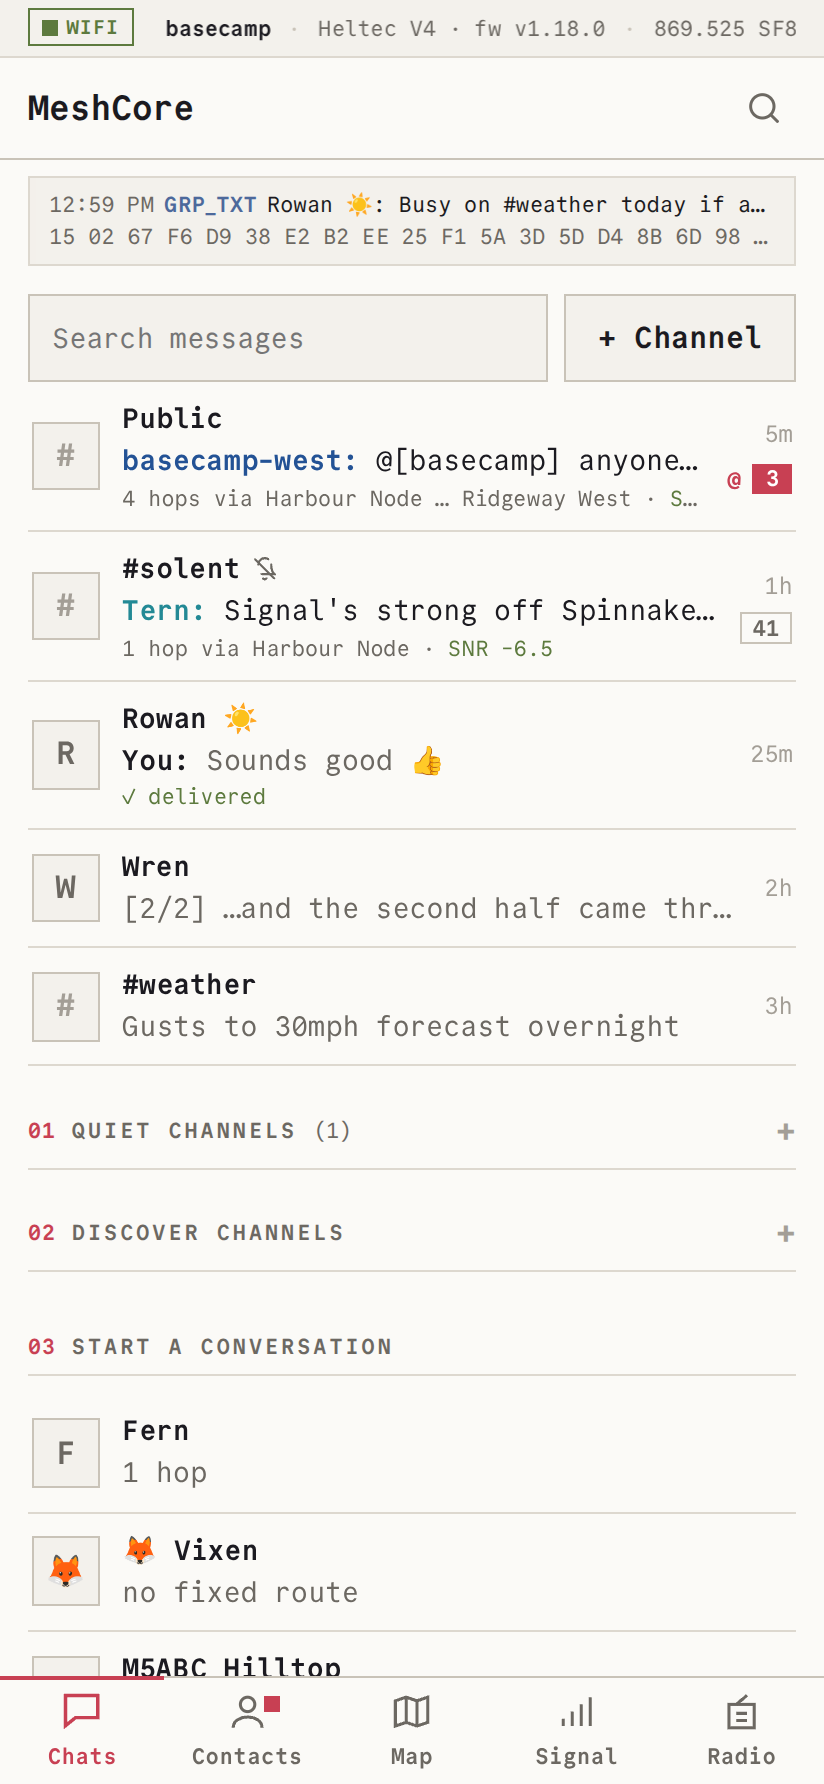 WIFI basecamp · Heltec V4 · fw v1.18.0 · 869.525 SF8
MeshCore
12:59 PM GRP_TXT Rowan ☀️: Busy on #weather today if a…
15 02 67 F6 D9 38 E2 B2 EE 25 F1 5A 3D 5D D4 8B 6D 98 …
Search messages
+ Channel
Public
5m
basecamp-west: @[basecamp] anyone…
@ 3
4 hops via Harbour Node … Ridgeway West · S…
#solent
1h
Tern: Signal's strong off Spinnake…
41
1 hop via Harbour Node · SNR -6.5
R
Rowan ☀️
You: Sounds good 👍
25m
✓ delivered
W
Wren
2h
[2/2] …and the second half came thr…
#
#weather
3h
Gusts to 30mph forecast overnight
01 QUIET CHANNELS (1) +
02 DISCOVER CHANNELS +
03 START A CONVERSATION
F
Fern
1 hop
🦊 Vixen
no fixed route
M5ABC Hilltop
Chats
Contacts
Map
Signal
Radio